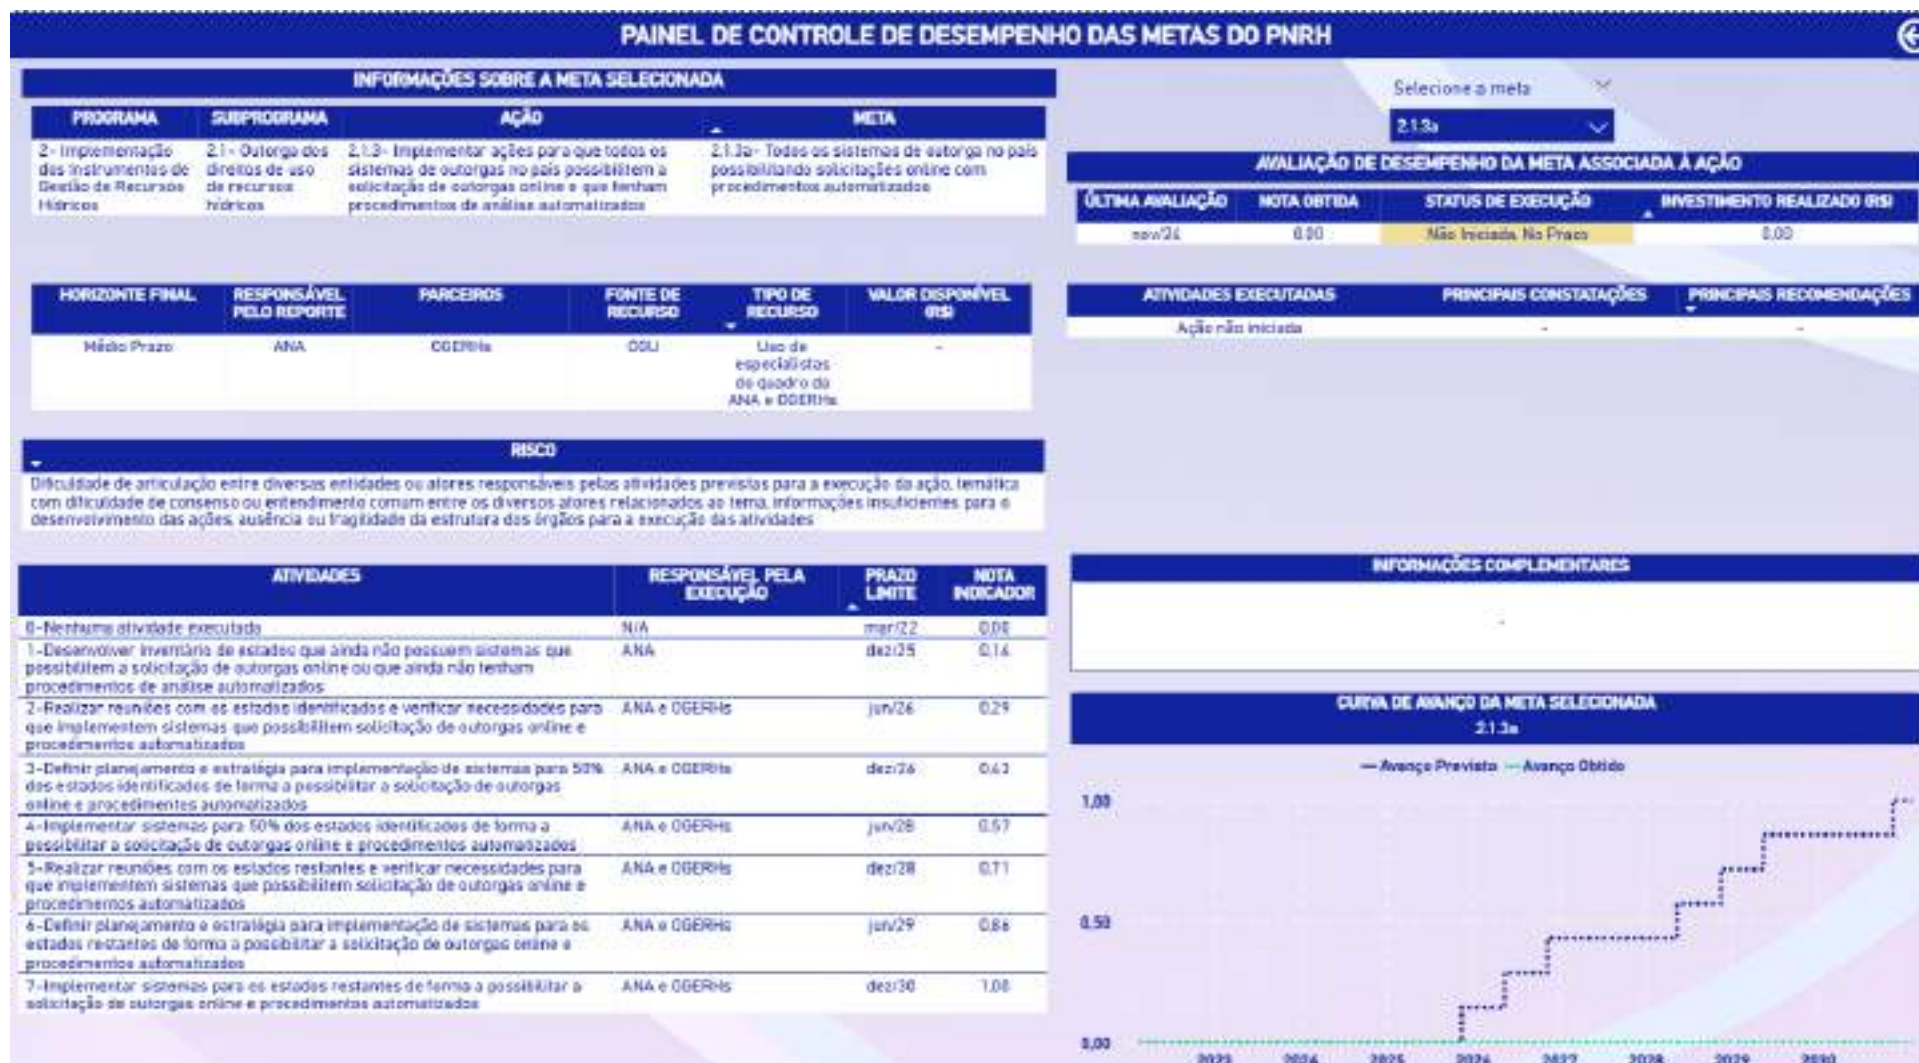 PAINEL DE CONTROLE DE DESEMPENHO DAS METAS DO PNRH
INFORMAÇÕES SOBRE A META SELECIONADA
PROGRAMA SUBPROGRAMA AÇÃO META
2- Implementação dos Instrumentos de Gestão de Recursos Hídricos
2.1- Outorga dos direitos de uso de recursos hídricos
2.1.3- Implementar ações para que todos os sistemas de outorgas no país possibilitem a solicitação de outorgas online e que tenham procedimentos de análise automatizados
2.1.3a- Todos os sistemas de outorga no país possibilitando solicitações online com procedimentos automatizados
Selecione a meta
2.1.3a
AVALIAÇÃO DE DESEMPENHO DA META ASSOCIADA À AÇÃO
ÚLTIMA AVALIAÇÃO NOTA OBTIDA STATUS DE EXECUÇÃO INVESTIMENTO REALIZADO (R$)
nov/24 0.00 Não Iniciada, No Prazo 0,00
HORIZONTE FINAL RESPONSÁVEL PELO REPORTE PARCEIROS FONTE DE RECURSO TIPO DE RECURSO VALOR DISPONÍVEL (R$)
Médio Prazo ANA OGERHs OGU Uso de especialistas do quadro da ANA e OGERHs -
ATIVIDADES EXECUTADAS PRINCIPAIS CONSTATAÇÕES PRINCIPAIS RECOMENDAÇÕES
Ação não iniciada - -
RISCO
Dificuldade de articulação entre diversas entidades ou atores responsáveis pelas atividades previstas para a execução da ação, temática
com dificuldade de consenso ou entendimento comum entre os diversos atores relacionados ao tema, informações insuficientes para o
desenvolvimento das ações, ausência ou fragilidade da estrutura dos órgãos para a execução das atividades
ATIVIDADES RESPONSÁVEL PELA EXECUÇÃO PRAZO LIMITE NOTA INDICADOR
0-Nenhuma atividade executada N/A mar/22 0,00
1-Desenvolver inventário de estados que ainda não possuem sistemas que ANA dez/25 0,14
possibilitem a solicitação de outorgas online ou que ainda não tenham
procedimentos de análise automatizados
2-Realizar reuniões com os estados identificados e verificar necessidades para ANA e OGERHs jun/26 0,29
que implementem sistemas que possibilitem solicitação de outorgas online e
procedimentos automatizados
3-Definir planejamento e estratégia para implementação de sistemas para 50% ANA e OGERHs dez/26 0,43
dos estados identificados de forma a possibilitar a solicitação de outorgas
online e procedimentos automatizados
4-Implementar sistemas para 50% dos estados identificados de forma a ANA e OGERHs jun/28 0,57
possibilitar a solicitação de outorgas online e procedimentos automatizados
5-Realizar reuniões com os estados restantes e verificar necessidades para ANA e OGERHs dez/28 0,71
que implementem sistemas que possibilitem solicitação de outorgas online e
procedimentos automatizados
6-Definir planejamento e estratégia para implementação de sistemas para os ANA e OGERHs jun/29 0,86
estados restantes de forma a possibilitar a solicitação de outorgas online e
procedimentos automatizados
7-Implementar sistemas para os estados restantes de forma a possibilitar a ANA e OGERHs dez/30 1,00
solicitação de outorgas online e procedimentos automatizados
INFORMAÇÕES COMPLEMENTARES
-
CURVA DE AVANÇO DA META SELECIONADA
2.1.3a
Avanço Previsto Avanço Obtido
1,00
0,50
0,00
2023 2024 2025 2026 2027 2028 2029 2030